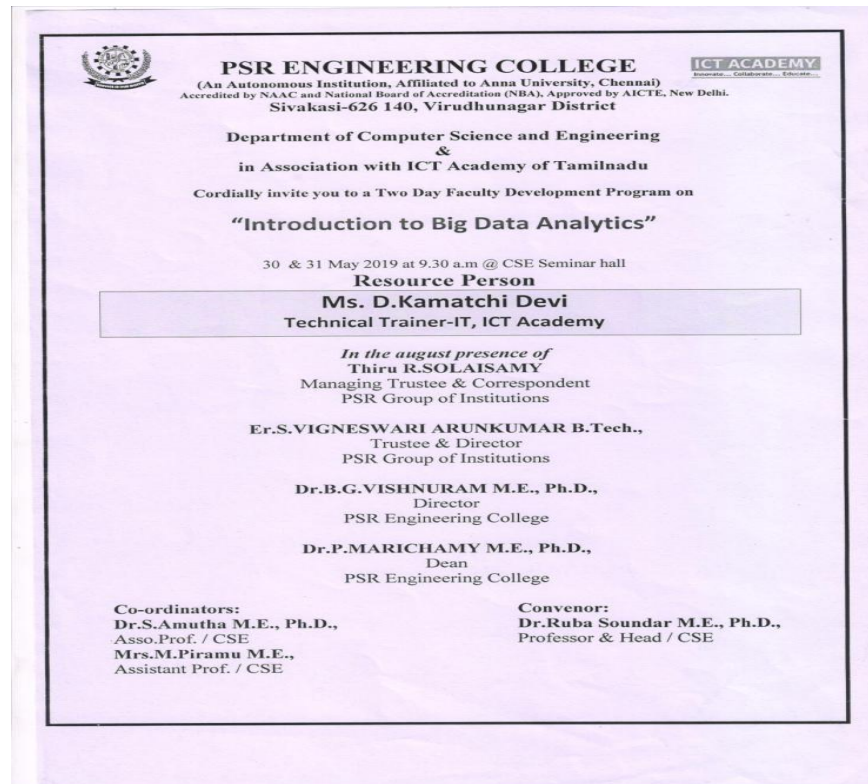 PSR ENGINEERING COLLEGE
ICT ACADEMY
Innovate.... Collaborate.... Educate....
(An Autonomous Institution, Affiliated to Anna University, Chennai)
Accredited by NAAC and National Board of Accreditation (NBA), Approved by AICTE, New Delhi.
Sivakasi-626 140, Virudhunagar District
Department of Computer Science and Engineering
&
in Association with ICT Academy of Tamilnadu
Cordially invite you to a Two Day Faculty Development Program on
“Introduction to Big Data Analytics”
30 & 31 May 2019 at 9.30 a.m @ CSE Seminar hall
Resource Person
Ms. D.Kamatchi Devi
Technical Trainer-IT, ICT Academy
In the august presence of
Thiru R.SOLAISAMY
Managing Trustee & Correspondent
PSR Group of Institutions
Er.S.VIGNESWARI ARUNKUMAR B.Tech.,
Trustee & Director
PSR Group of Institutions
Dr.B.G.VISHNURAM M.E., Ph.D.,
Director
PSR Engineering College
Dr.P.MARICHAMY M.E., Ph.D.,
Dean
PSR Engineering College
Co-ordinators:
Dr.S.Amutha M.E., Ph.D.,
Asso.Prof. / CSE
Mrs.M.Piramu M.E.,
Assistant Prof. / CSE
Convenor:
Dr.Ruba Soundar M.E., Ph.D.,
Professor & Head / CSE